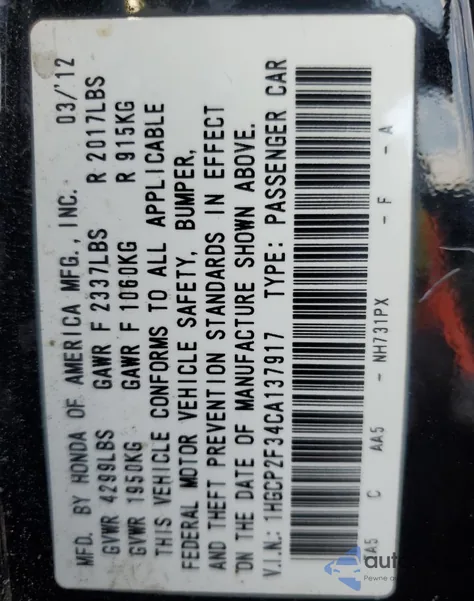 MFD. BY HONDA OF AMERICA MFG., INC. 03/'12
GVWR 4299LBS GAWR F 2337LBS R 2017LBS
GVWR 1950KG GAWR F 1060KG R 915KG
THIS VEHICLE CONFORMS TO ALL APPLICABLE
FEDERAL MOTOR VEHICLE SAFETY, BUMPER,
AND THEFT PREVENTION STANDARDS IN EFFECT
ON THE DATE OF MANUFACTURE SHOWN ABOVE.
V.I.N.: 1HGCP2F34CA137917 TYPE: PASSENGER CAR
C AA5 - NH731PX - F - A